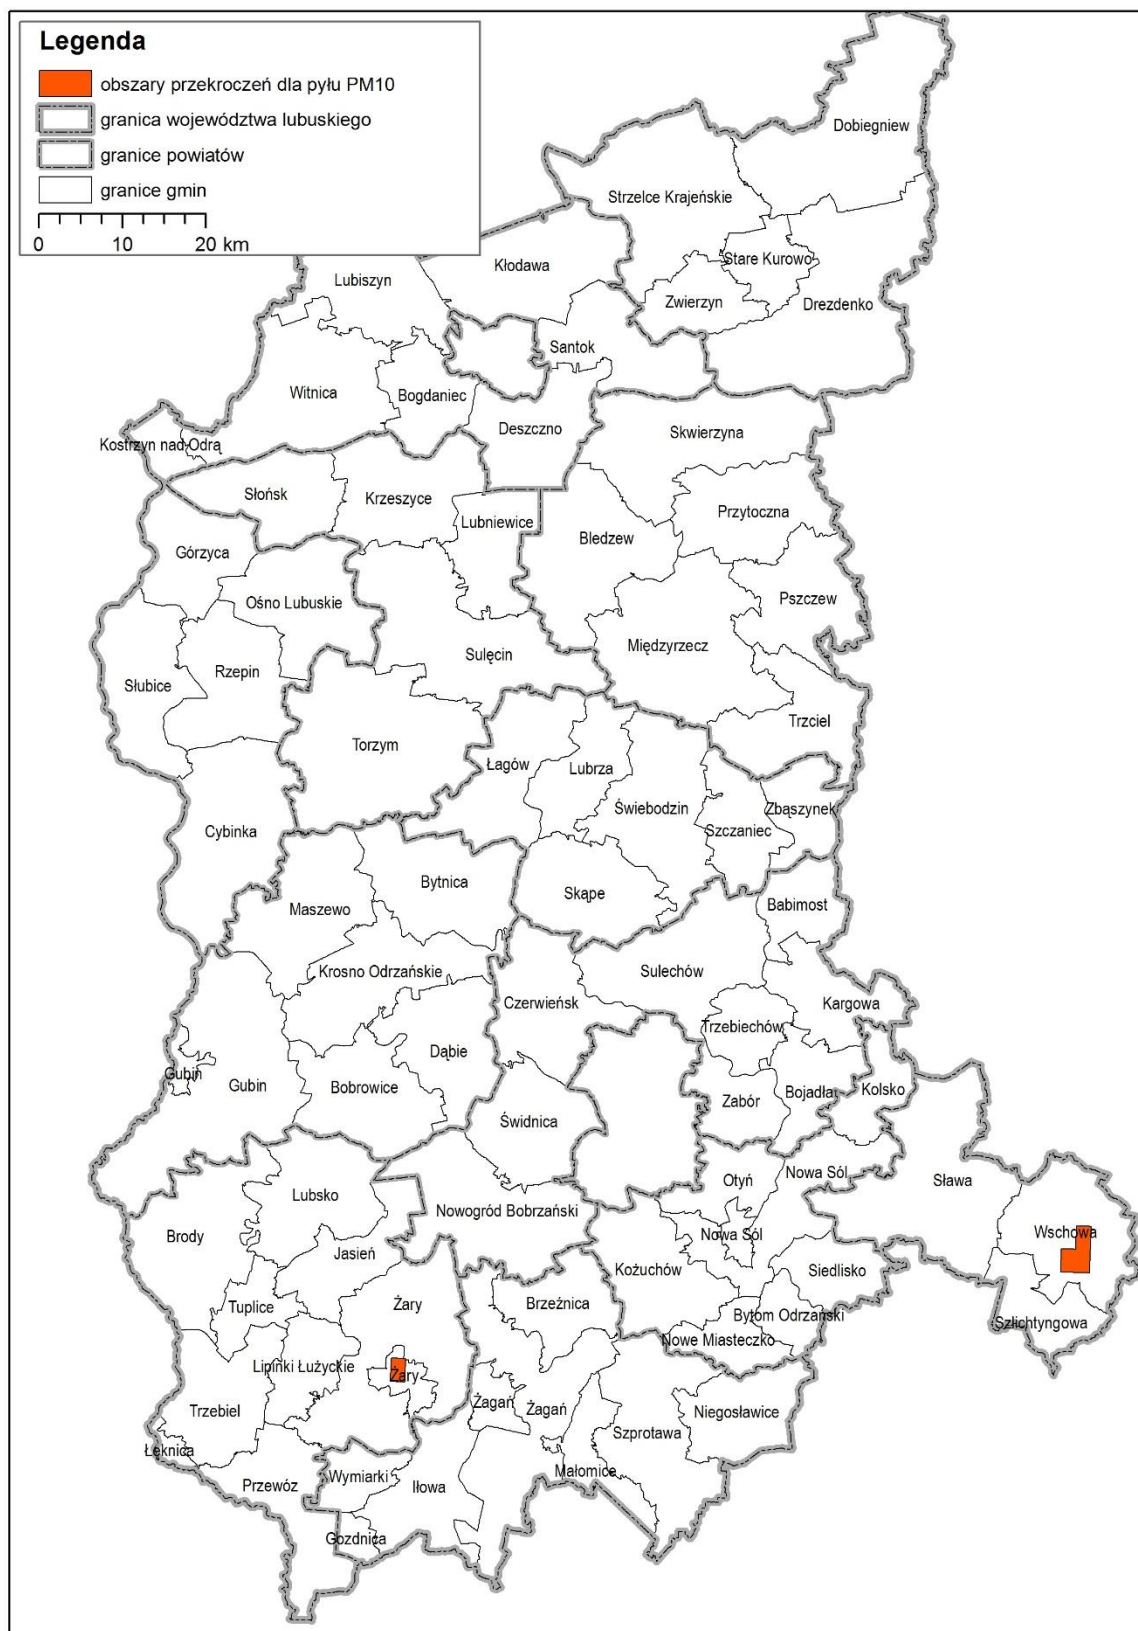 Legenda
obszary przekroczeń dla pyłu PM10
granica województwa lubuskiego
granice powiatów
granice gmin
0 10 20 km
Dobiegniew
Strzelce Krajeńskie
Stare Kurowo
Kłodawa
Lubiszyn
Zwierzyn
Drezdenko
Santok
Witnica
Bogdaniec
Deszczno
Skwierzyna
Kostrzyn nad Odrą
Słońsk
Krzeszyce
Przytoczna
Lubniewice
Bledzew
Górzyca
Ośno Lubuskie
Pszczew
Międzyrzecz
Sulęcin
Rzepin
Słubice
Trzciel
Torzym
Łagów
Lubrza
Świebodzin
Zbąszynek
Szczaniec
Cybinka
Bytnica
Skąpe
Maszewo
Babimost
Krosno Odrzańskie
Sulechów
Czerwieńsk
Kargowa
Trzebiechów
Dąbie
Gubin
Gubin
Bobrowice
Zabór
Bojadła
Kolsko
Świdnica
Otyń
Nowa Sól
Sława
Lubsko
Nowogród Bobrzański
Brody
Nowa Sól
Wschowa
Jasień
Kożuchów
Siedlisko
Tuplice
Żary
Brzeźnica
Bytom Odrzański
Szlichtyngowa
Nowe Miasteczko
Lipinki Łużyckie
Żary
Trzebiel
Żagań
Żagań
Niegosławice
Szprotawa
Łęknica
Małomice
Przewóz
Wymiarki
Iłowa
Gozdnica